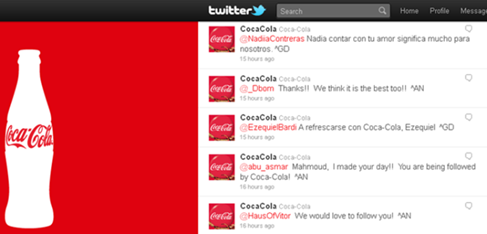 twitter Search Home Profile Message
CocaCola Coca-Cola
@NadiaContreras Nadia contar con tu amor significa mucho para
nosotros. ^GD
15 hours ago
CocaCola Coca-Cola
@_Dbom Thanks!! We think it is the best too!! ^AN
15 hours ago
CocaCola Coca-Cola
@EzequielBardi A refrescarse con Coca-Cola, Ezequiel ^GD
15 hours ago
CocaCola Coca-Cola
@abu_asmar Mahmoud, I made your day!! You are being followed
by Coca-Cola! ^AN
16 hours ago
CocaCola Coca-Cola
@HausOfVitor We would love to follow you! ^AN
16 hours ago
Coca-Cola